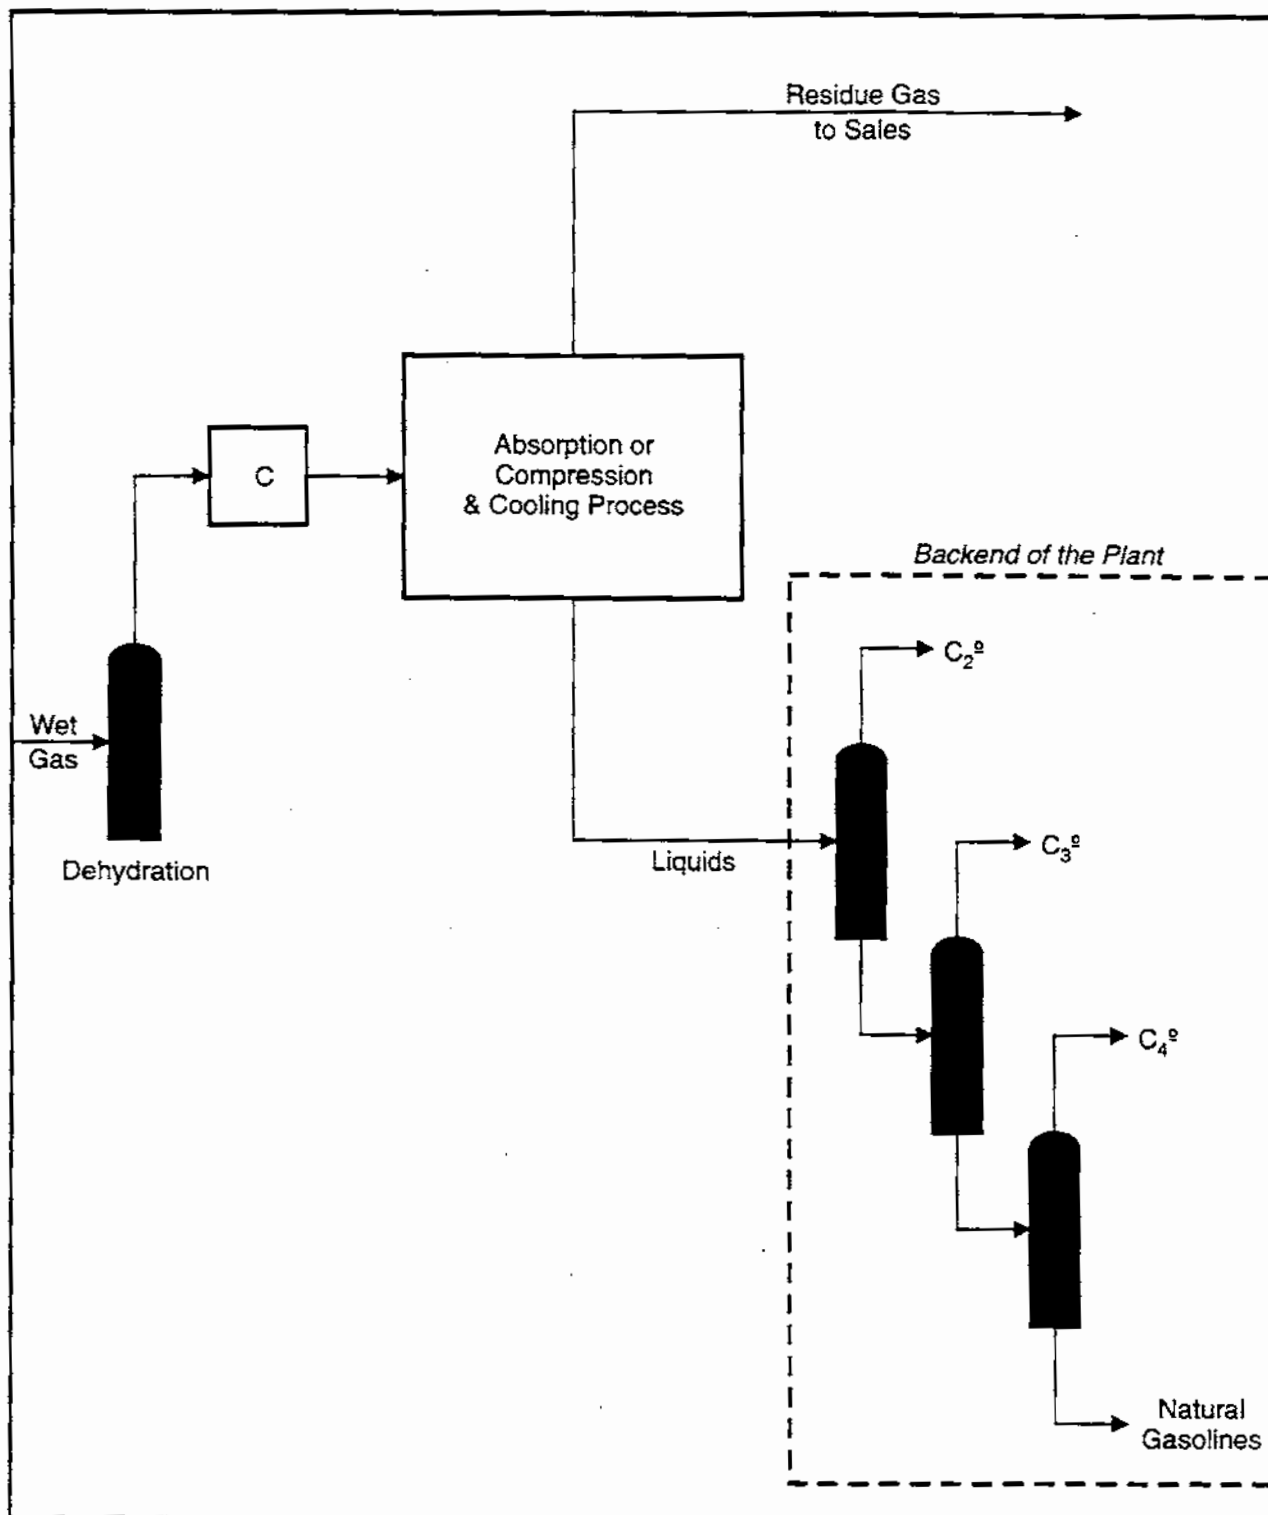 Residue Gas
to Sales
Absorption or
Compression
& Cooling Process
C
Backend of the Plant
C₂º
Wet
Gas
Dehydration
Liquids
C₃º
C₄º
Natural
Gasolines